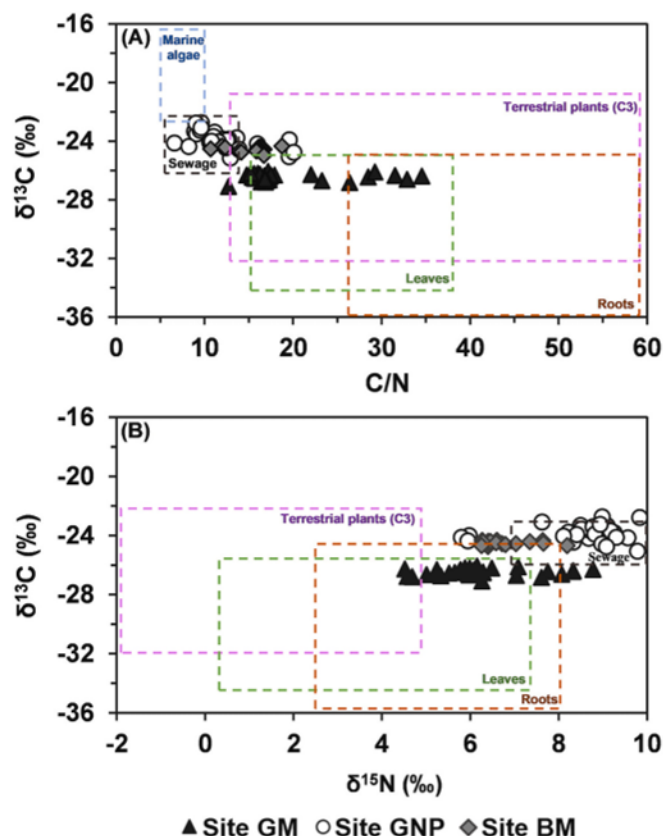 (A)
Marine
algae
Terrestrial plants (C3)
Sewage
Leaves
Roots
-16
-20
-24
-28
-32
-36
δ¹³C (‰)
0 10 20 30 40 50 60
C/N
(B)
Terrestrial plants (C3)
Sewage
Leaves
Roots
-16
-20
-24
-28
-32
-36
δ¹³C (‰)
-2 0 2 4 6 8 10
δ¹⁵N (‰)
Site GM Site GNP Site BM